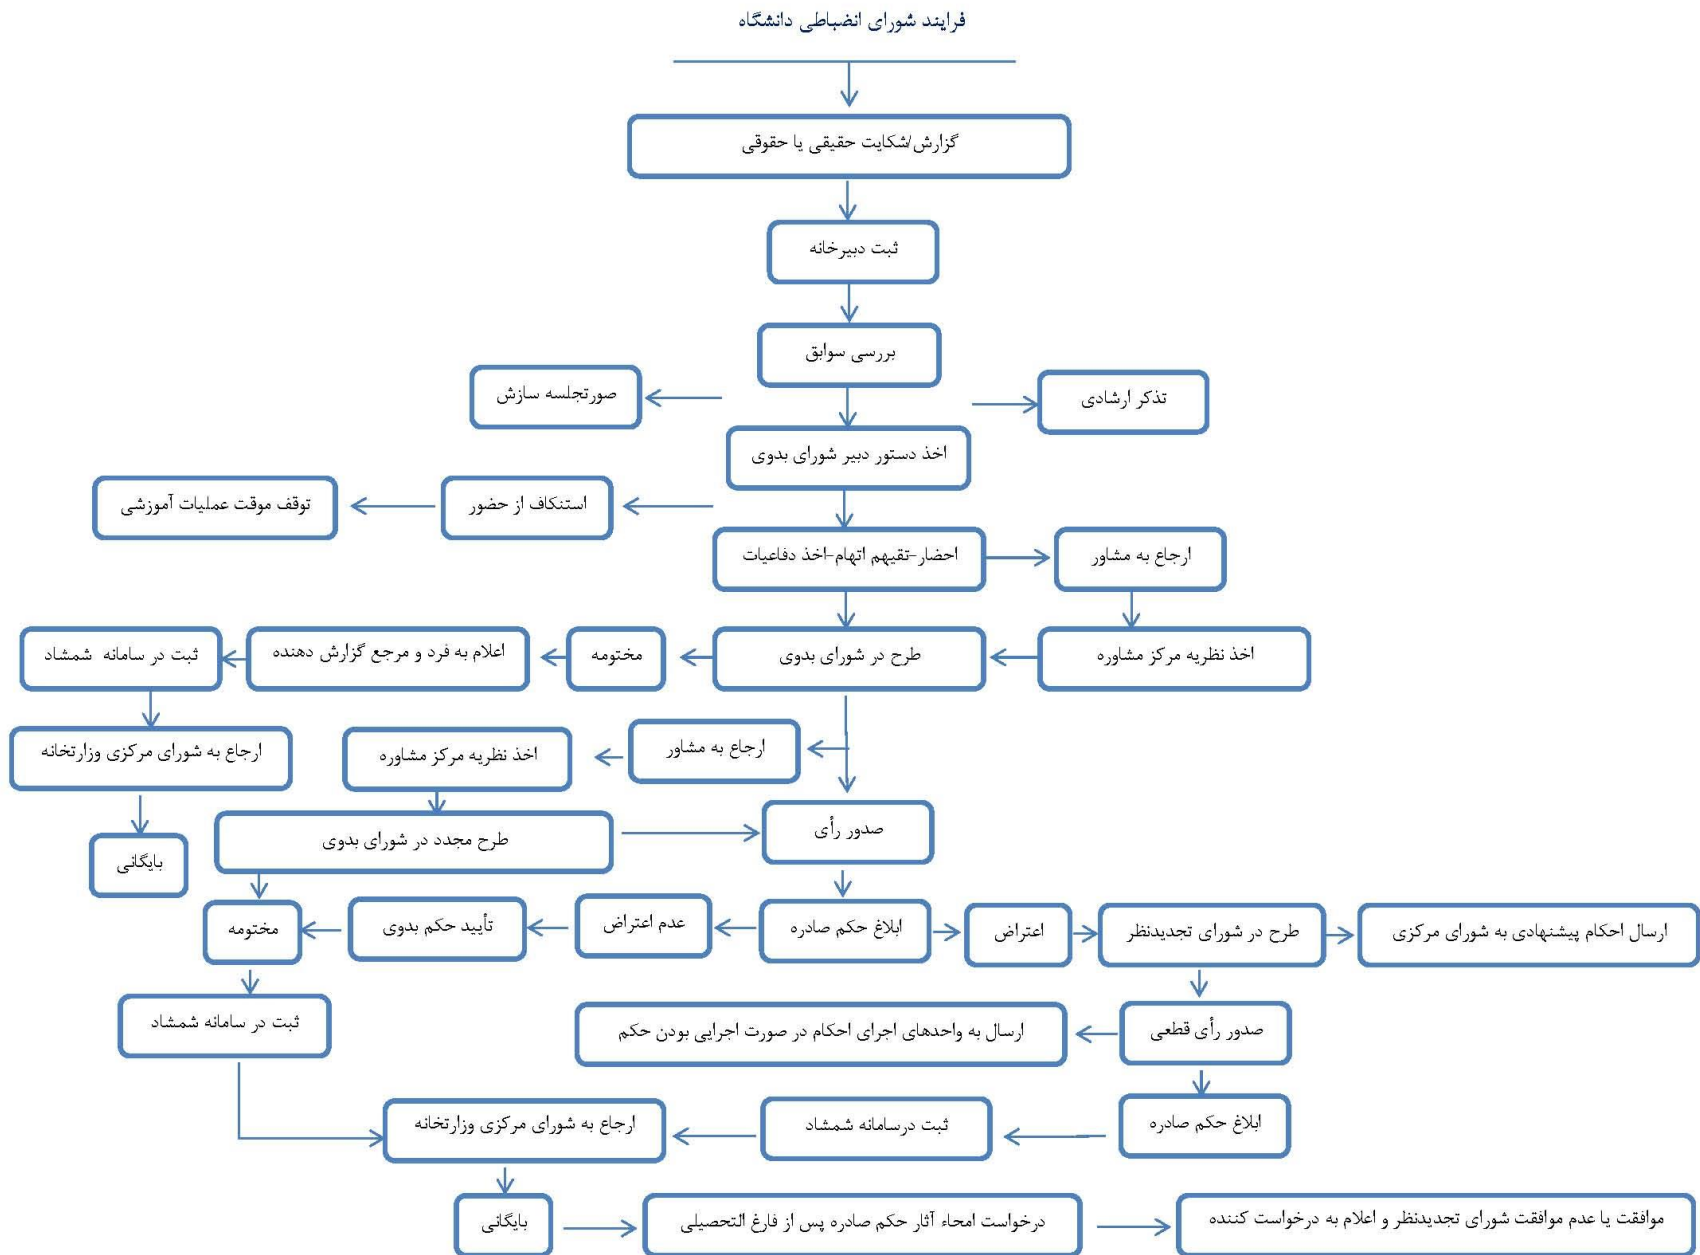 فرایند شورای انضباطی دانشگاه
گزارش/شکایت حقیقی یا حقوقی
ثبت دبیرخانه
بررسی سوابق
تذکر ارشادی
صورتجلسه سازش
اخذ دستور دبیر شورای بدوی
استنکاف از حضور
توقف موقت عملیات آموزشی
ارجاع به مشاور
احضار-تقیهم اتهام-اخذ دفاعیات
اخذ نظریه مرکز مشاوره
طرح در شورای بدوی
مختومه
اعلام به فرد و مرجع گزارش دهنده
ثبت در سامانه شمشاد
ارجاع به مشاور
اخذ نظریه مرکز مشاوره
ارجاع به شورای مرکزی وزارتخانه
صدور رأی
طرح مجدد در شورای بدوی
بایگانی
ارسال احکام پیشنهادی به شورای مرکزی
طرح در شورای تجدیدنظر
اعتراض
ابلاغ حکم صادره
عدم اعتراض
تأیید حکم بدوی
مختومه
صدور رأی قطعی
ارسال به واحدهای اجرای احکام در صورت اجرایی بودن حکم
ثبت در سامانه شمشاد
ابلاغ حکم صادره
ثبت درسامانه شمشاد
ارجاع به شورای مرکزی وزارتخانه
بایگانی
درخواست امحاء آثار حکم صادره پس از فارغ التحصیلی
موافقت یا عدم موافقت شورای تجدیدنظر و اعلام به درخواست کننده